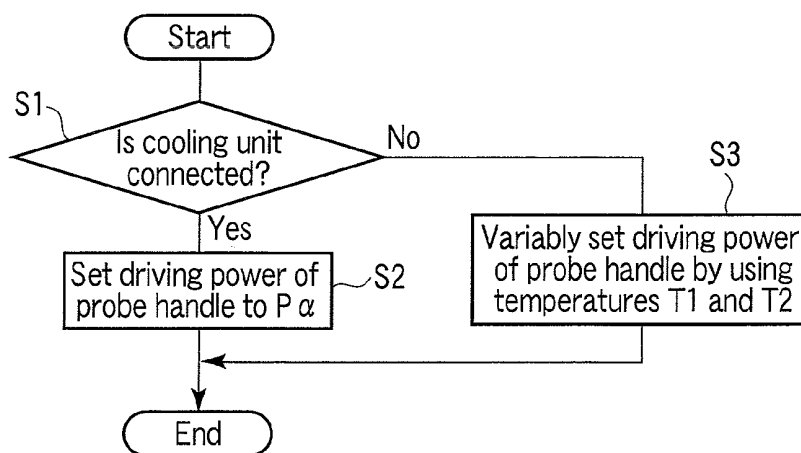 Start
S1
Is cooling unit
connected?
No
Yes
S3
Set driving power of
probe handle to P α
S2
Variably set driving power
of probe handle by using
temperatures T1 and T2
End